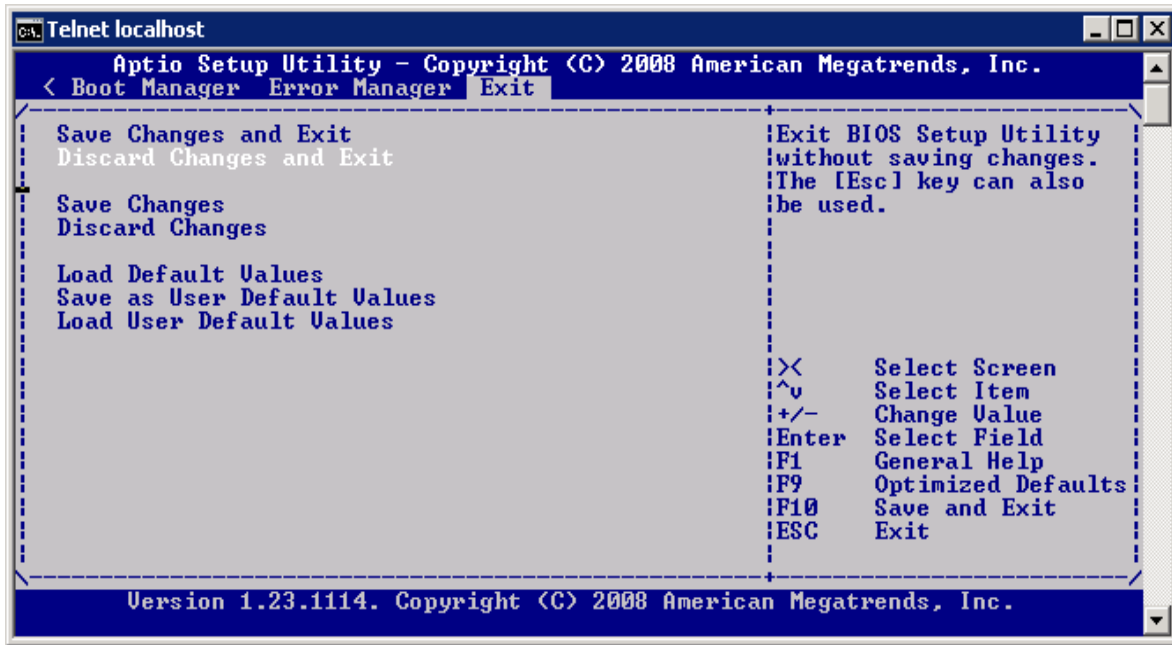 Telnet localhost
Aptio Setup Utility - Copyright (C) 2008 American Megatrends, Inc.
< Boot Manager Error Manager Exit
Save Changes and Exit
Discard Changes and Exit
Save Changes
Discard Changes
Load Default Values
Save as User Default Values
Load User Default Values
Exit BIOS Setup Utility
without saving changes.
The [Esc] key can also
be used.
>< Select Screen
^v Select Item
+/- Change Value
Enter Select Field
F1 General Help
F9 Optimized Defaults
F10 Save and Exit
ESC Exit
Version 1.23.1114. Copyright (C) 2008 American Megatrends, Inc.